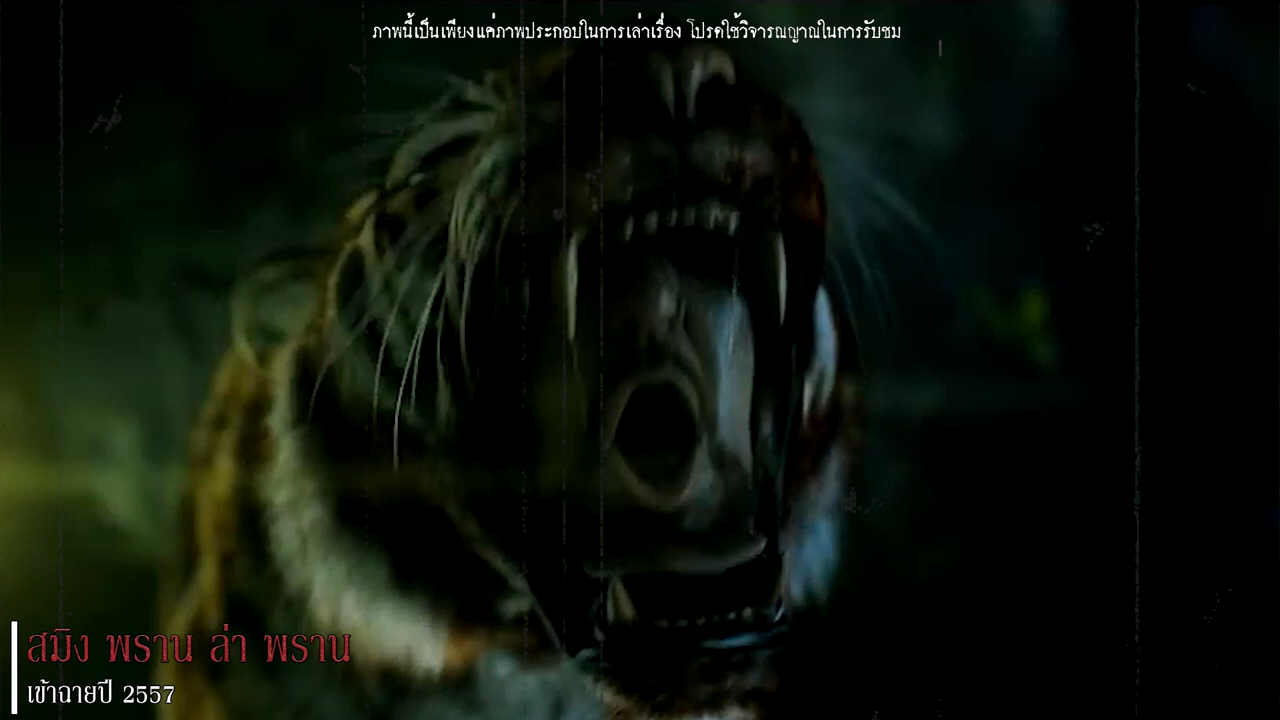 ภาพนี้เป็นเพียงแค่ภาพประกอบในการเล่าเรื่อง โปรดใช้วิจารณญาณในการรับชม
สมิง พราน ล่า พราน
เข้าฉายปี 2557